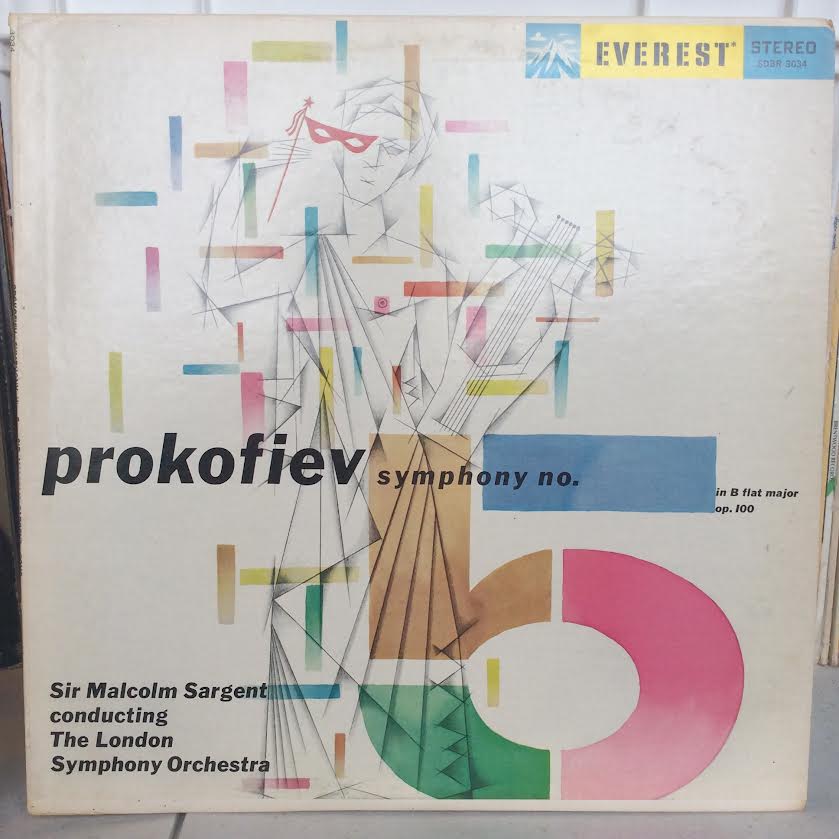 EVEREST*
STEREO
SDBR 3034
prokofiev symphony no. 5
in B flat major
op. 100
Sir Malcolm Sargent
conducting
The London
Symphony Orchestra